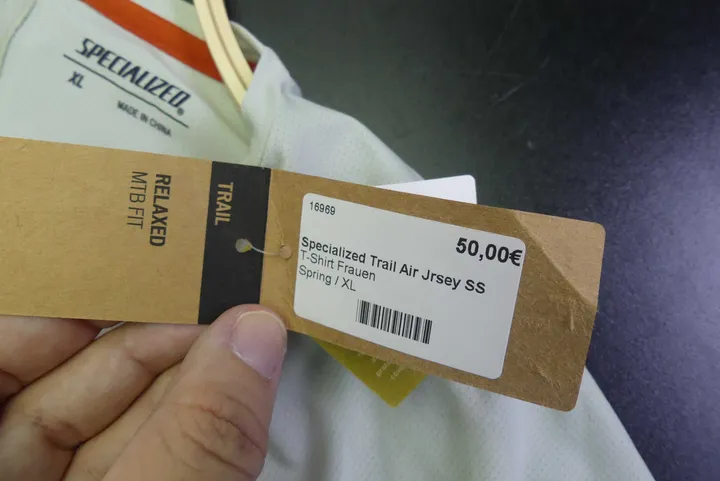 SPECIALIZED
XL
MADE IN CHINA
RELAXED
MTB FIT
TRAIL
16969
50,00€
Specialized Trail Air Jrsey SS
T-Shirt Frauen
Spring / XL